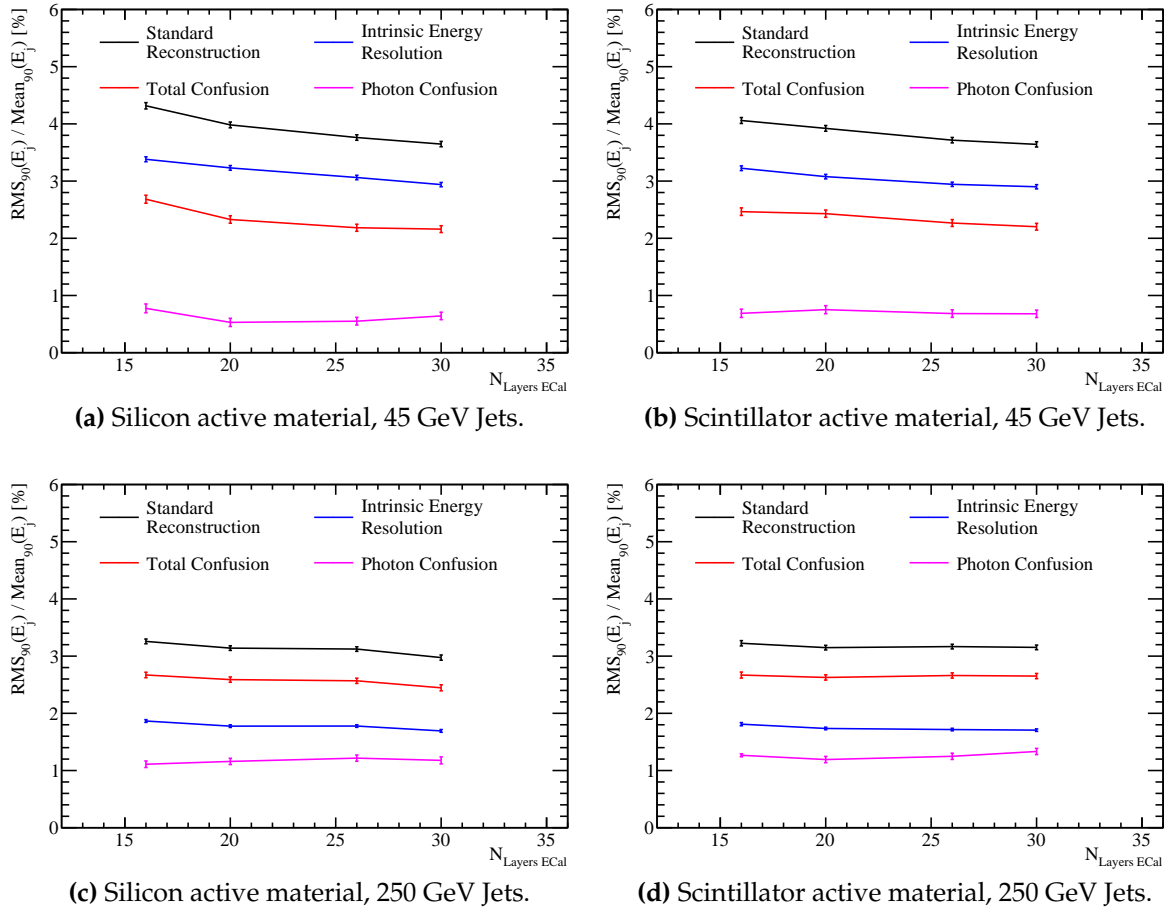 RMS90(Ej) / Mean90(Ej) [%]
6
Standard Reconstruction
Intrinsic Energy Resolution
5
Total Confusion
Photon Confusion
4
3
2
1
0
15 20 25 30 35
NLayers ECal
(a) Silicon active material, 45 GeV Jets.
RMS90(Ej) / Mean90(Ej) [%]
6
Standard Reconstruction
Intrinsic Energy Resolution
5
Total Confusion
Photon Confusion
4
3
2
1
0
15 20 25 30 35
NLayers ECal
(b) Scintillator active material, 45 GeV Jets.
RMS90(Ej) / Mean90(Ej) [%]
6
Standard Reconstruction
Intrinsic Energy Resolution
5
Total Confusion
Photon Confusion
4
3
2
1
0
15 20 25 30 35
NLayers ECal
(c) Silicon active material, 250 GeV Jets.
RMS90(Ej) / Mean90(Ej) [%]
6
Standard Reconstruction
Intrinsic Energy Resolution
5
Total Confusion
Photon Confusion
4
3
2
1
0
15 20 25 30 35
NLayers ECal
(d) Scintillator active material, 250 GeV Jets.